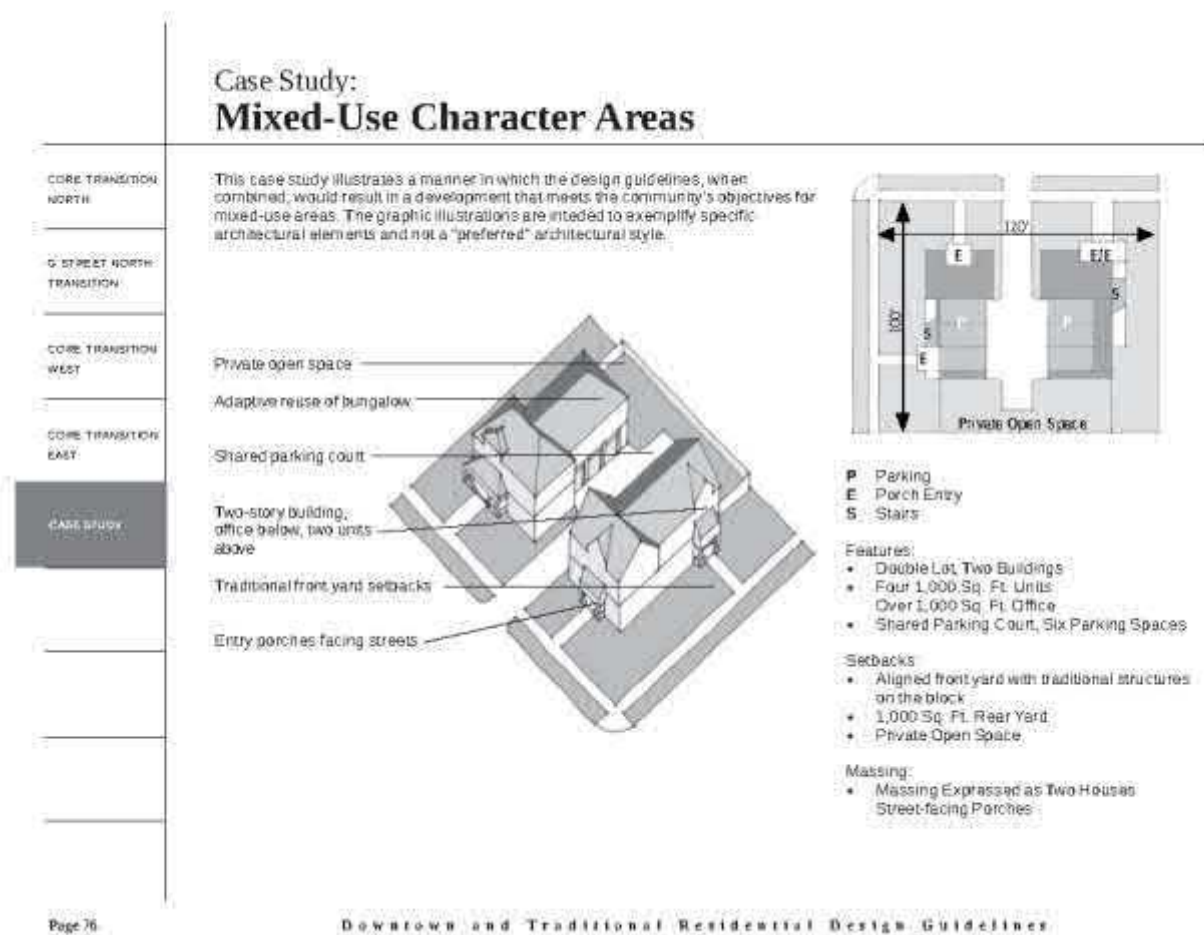 Case Study:
Mixed-Use Character Areas
CORE TRANSITION
NORTH
G STREET NORTH
TRANSITION
CORE TRANSITION
WEST
CORE TRANSITION
EAST
CASE STUDY
This case study illustrates a manner in which the design guidelines, when
combined, would result in a development that meets the community's objectives for
mixed-use areas. The graphic illustrations are inteded to exemplify specific
architectural elements and not a "preferred" architectural style.
Private open space
Adaptive reuse of bungalow
Shared parking court
Two-story building,
office below, two units
above
Traditional front yard setbacks
Entry porches facing streets
120'
E
E/E
S
100'
P
P
S
E
Private Open Space
P Parking
E Porch Entry
S Stairs
Features:
• Double Lot, Two Buildings
• Four 1,000 Sq. Ft. Units
Over 1,000 Sq. Ft. Office
• Shared Parking Court, Six Parking Spaces
Setbacks
• Aligned front yard with traditional structures
on the block
• 1,000 Sq. Ft. Rear Yard
• Private Open Space
Massing:
• Massing Expressed as Two Houses
Street-facing Porches
Page 76
Downtown and Traditional Residential Design Guidelines